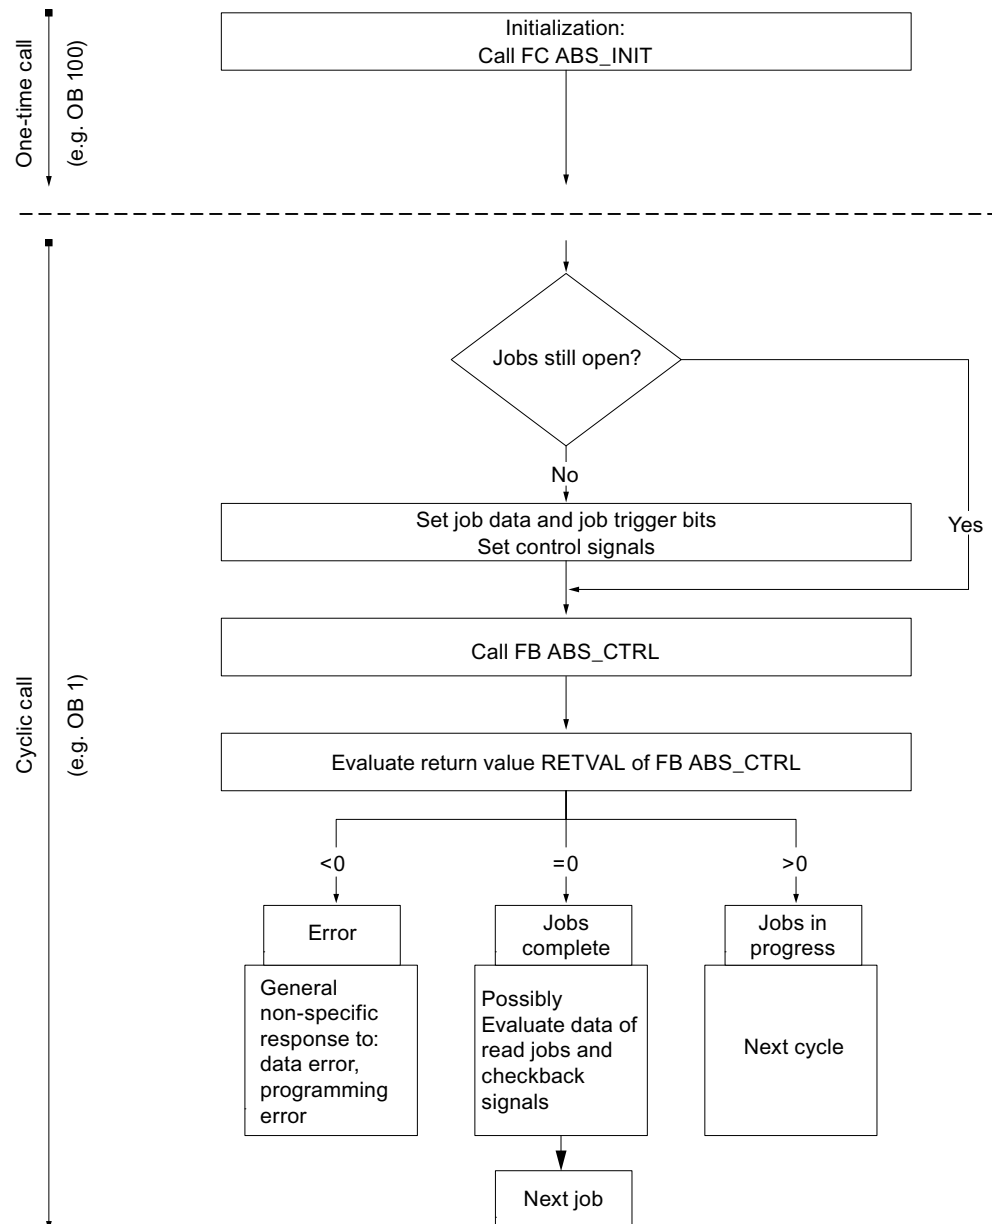 One-time call
(e.g. OB 100)
Initialization:
Call FC ABS_INIT
Cyclic call
(e.g. OB 1)
Jobs still open?
No
Yes
Set job data and job trigger bits
Set control signals
Call FB ABS_CTRL
Evaluate return value RETVAL of FB ABS_CTRL
<0
=0
>0
Error
General
non-specific
response to:
data error,
programming
error
Jobs
complete
Possibly
Evaluate data of
read jobs and
checkback
signals
Next job
Jobs in
progress
Next cycle